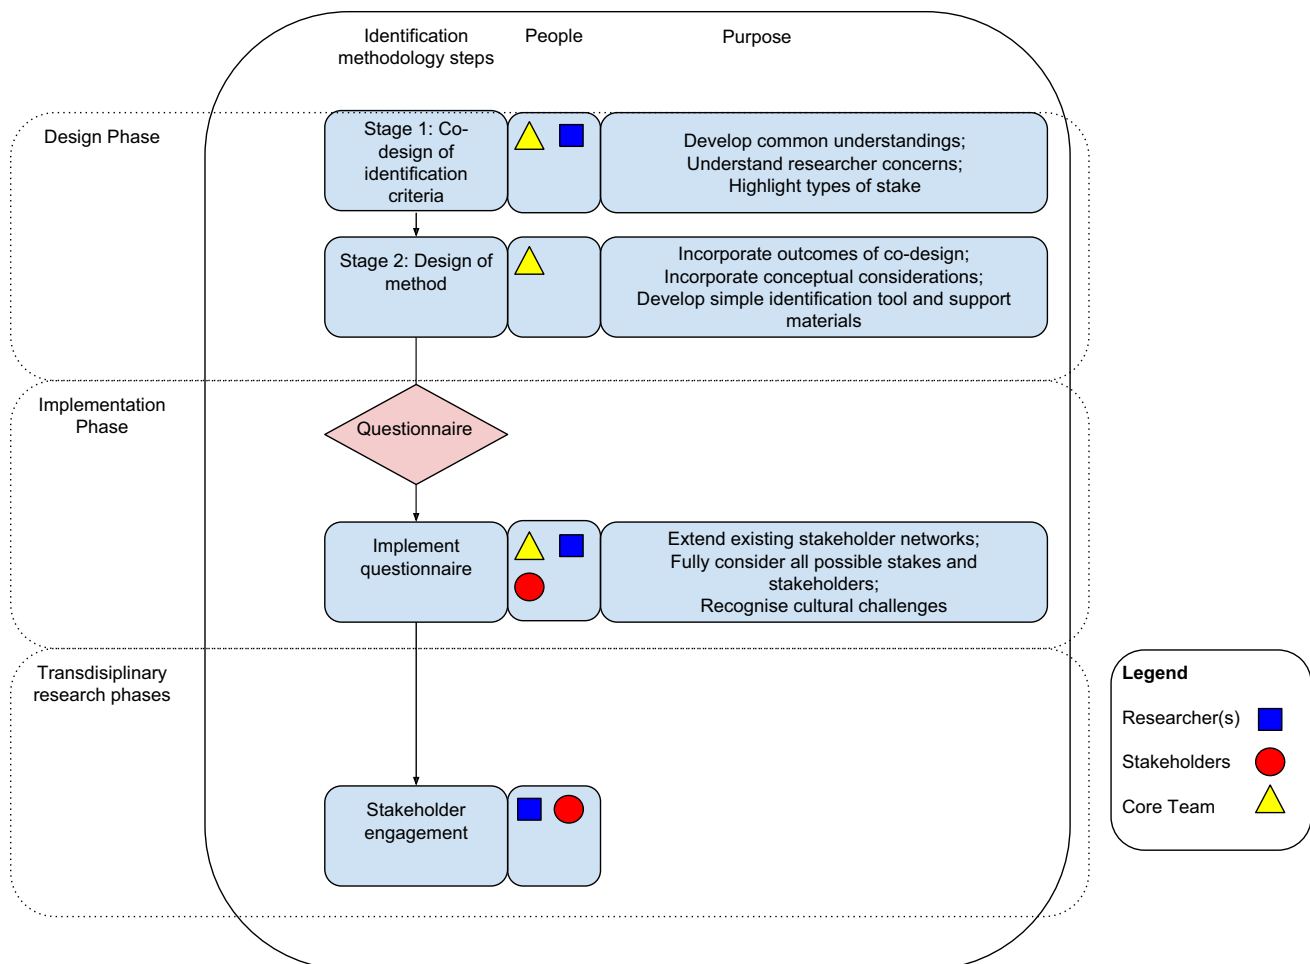 Identification
methodology steps
People
Purpose
Design Phase
Stage 1: Co-
design of
identification
criteria
Develop common understandings;
Understand researcher concerns;
Highlight types of stake
Stage 2: Design of
method
Incorporate outcomes of co-design;
Incorporate conceptual considerations;
Develop simple identification tool and support
materials
Implementation
Phase
Questionnaire
Implement
questionnaire
Extend existing stakeholder networks;
Fully consider all possible stakes and
stakeholders;
Recognise cultural challenges
Transdisiplinary
research phases
Stakeholder
engagement
Legend
Researcher(s)
Stakeholders
Core Team